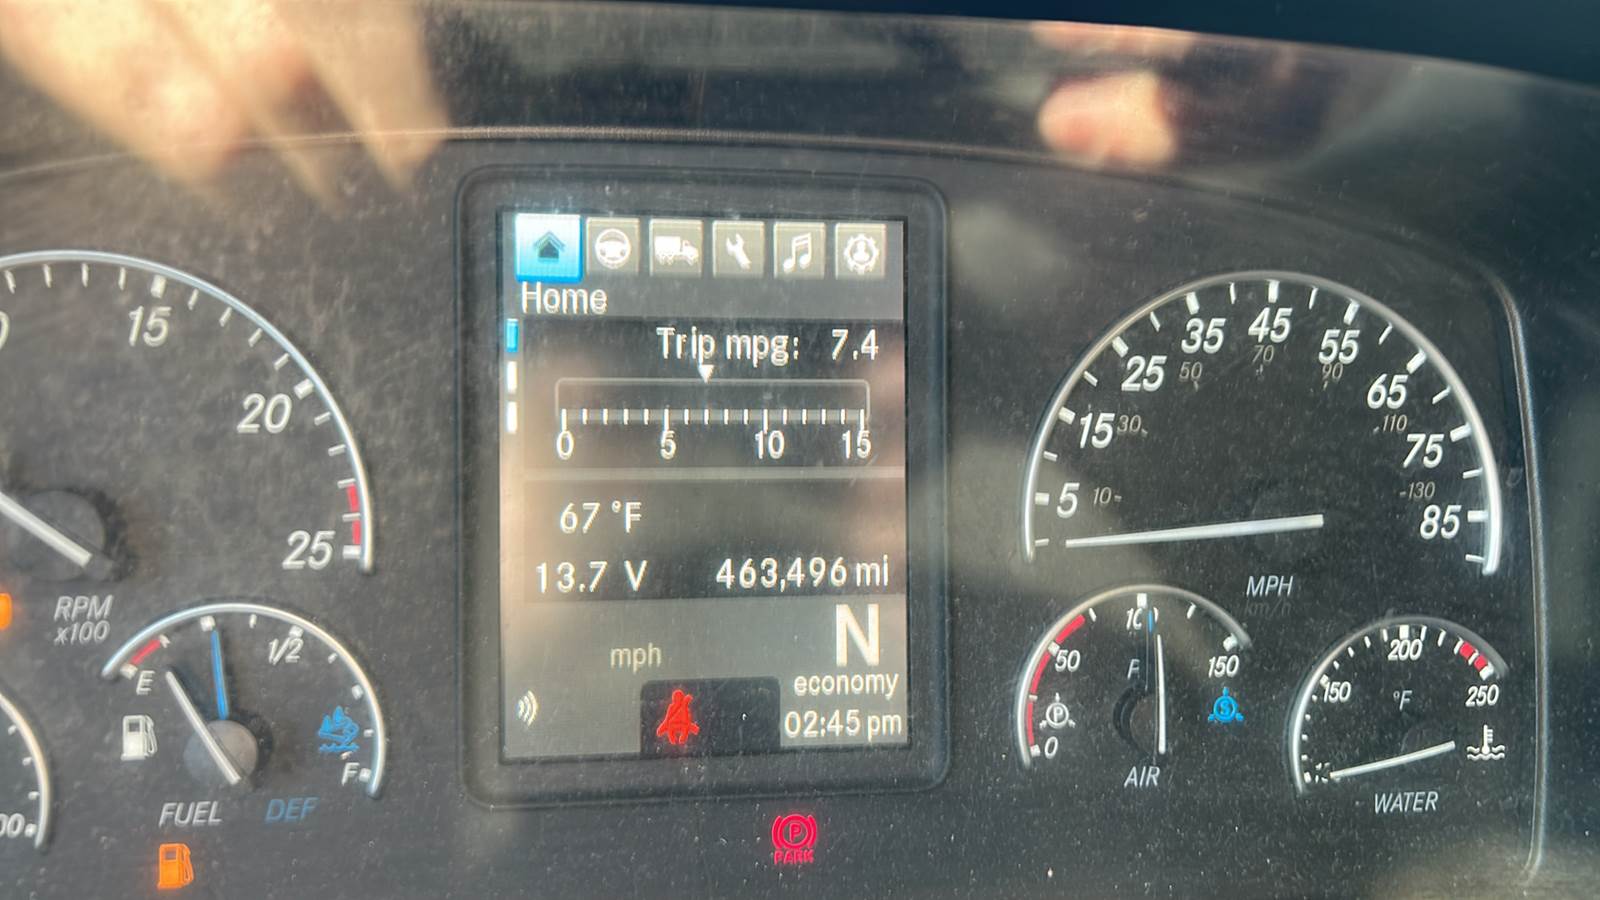 Home
Trip mpg: 7.4
0 5 10 15
67 °F
13.7 V 463,496 mi
mph
N
economy
02:45 pm
15
20
25
RPM
x100
E
1/2
F
FUEL DEF
5
15
25
35
45
55
65
75
85
10
30
50
70
90
110
130
MPH
km/h
0
50
150
P
AIR
S
150
200
250
°F
WATER
P
PARK